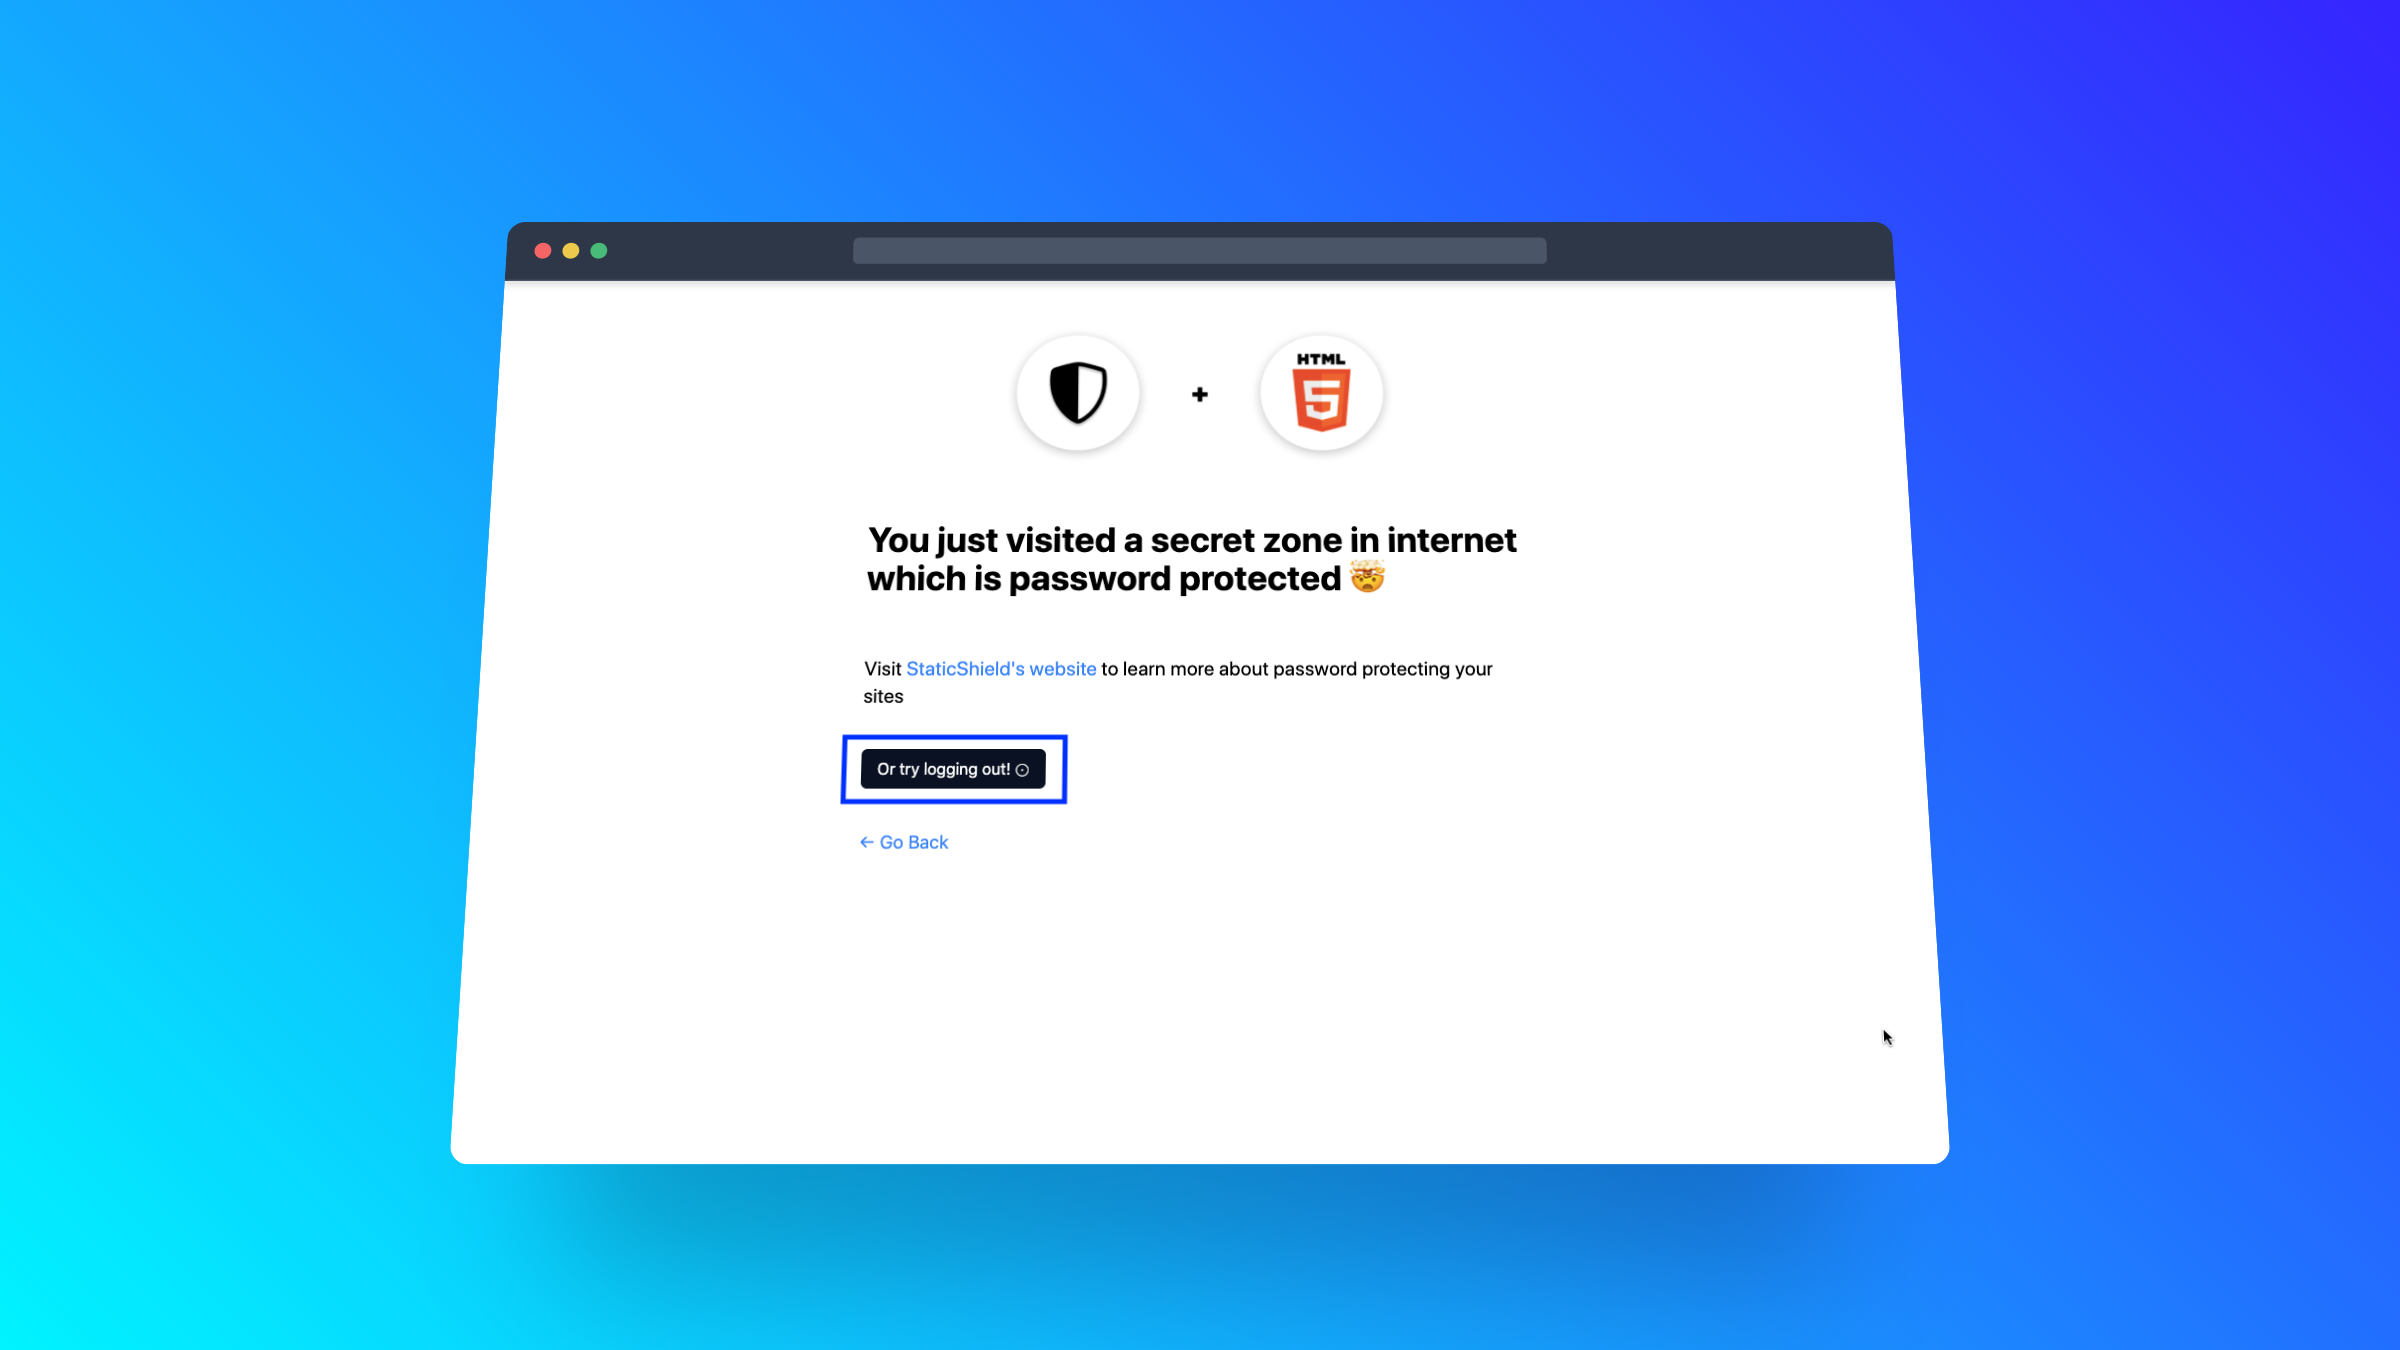 HTML
5
You just visited a secret zone in internet
which is password protected 🤯
Visit StaticShield's website to learn more about password protecting your
sites
Or try logging out! ⊙
← Go Back